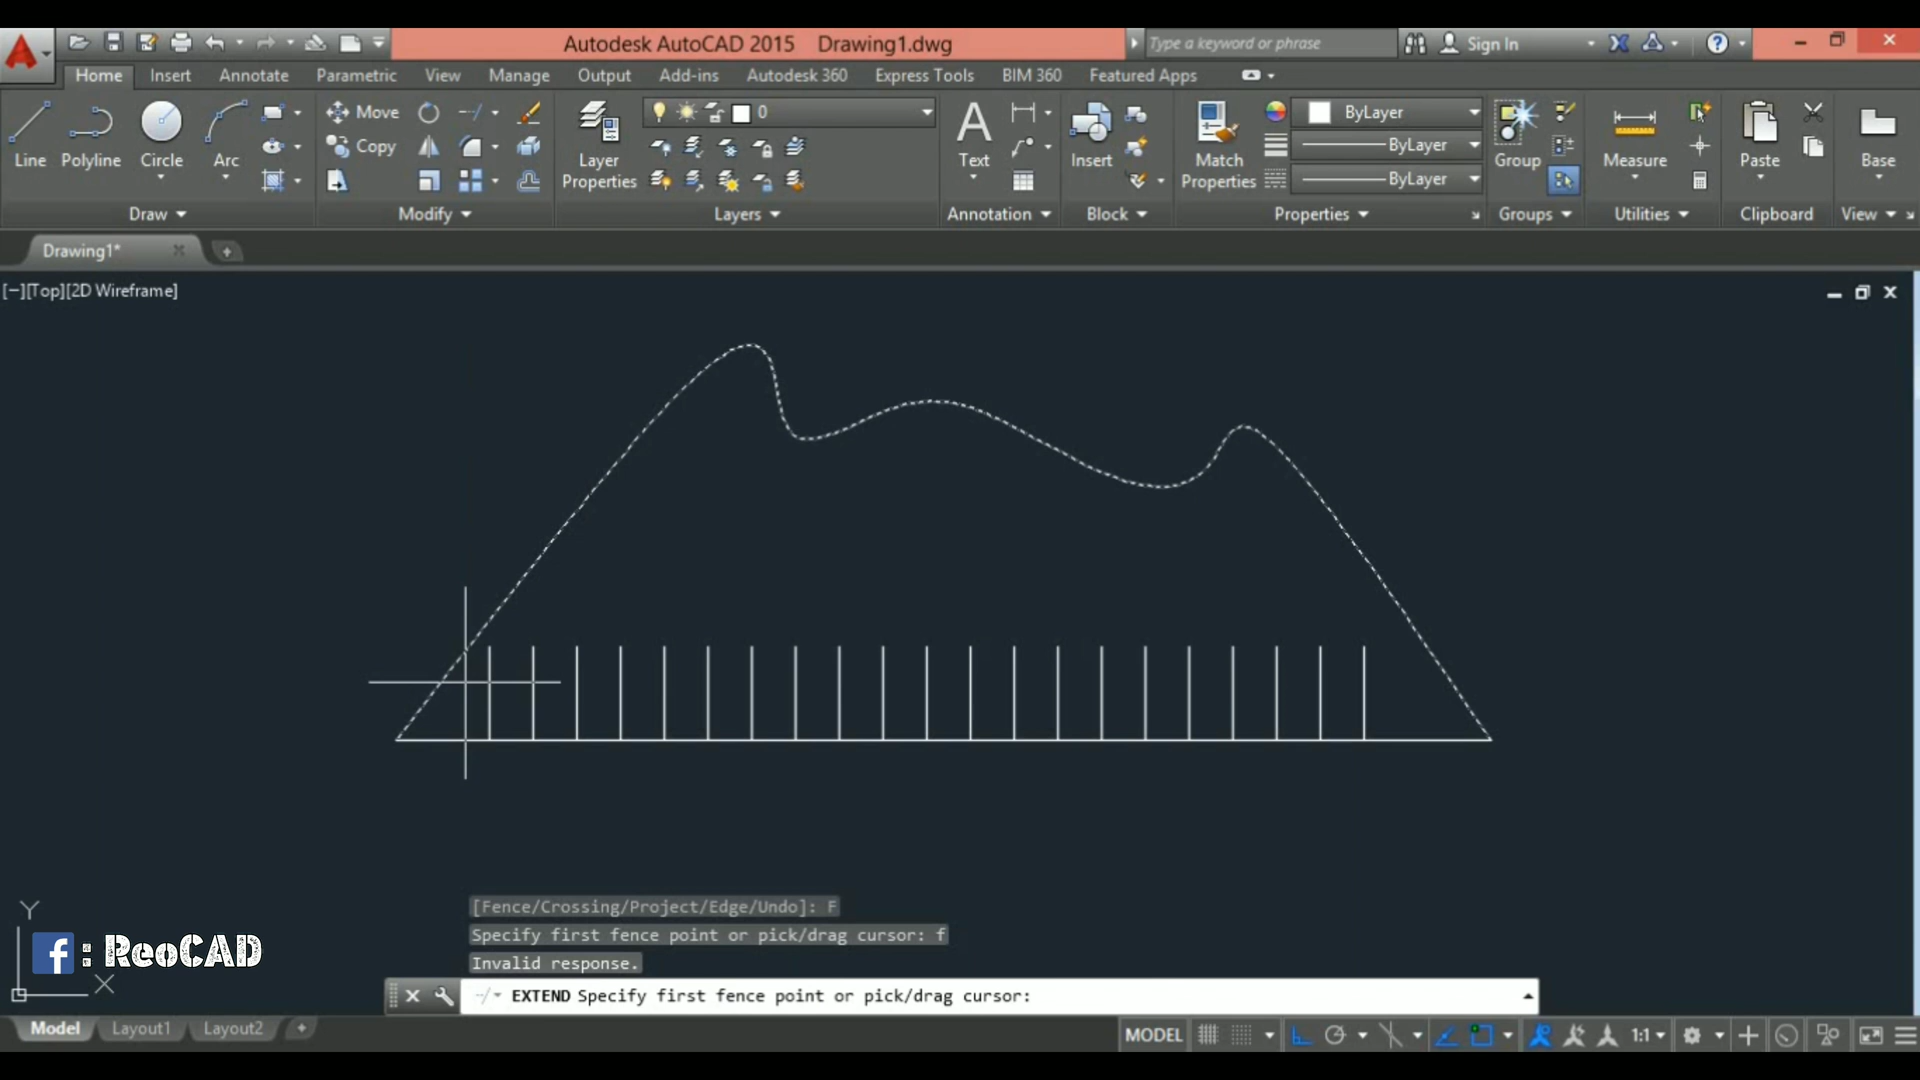 Autodesk AutoCAD 2015 Drawing1.dwg
Type a keyword or phrase
Sign In
Home Insert Annotate Parametric View Manage Output Add-ins Autodesk 360 Express Tools BIM 360 Featured Apps
Line Polyline Circle Arc
Move
Copy
Layer
Properties
0
Text
Insert
Match
Properties
ByLayer
ByLayer
ByLayer
Group
Measure
Paste
Base
Draw Modify Layers Annotation Block Properties Groups Utilities Clipboard View
Drawing1*
[−][Top][2D Wireframe]
Y
X
f : ReoCAD
[Fence/Crossing/Project/Edge/Undo]: F
Specify first fence point or pick/drag cursor: f
Invalid response.
EXTEND Specify first fence point or pick/drag cursor:
Model Layout1 Layout2
MODEL 1:1